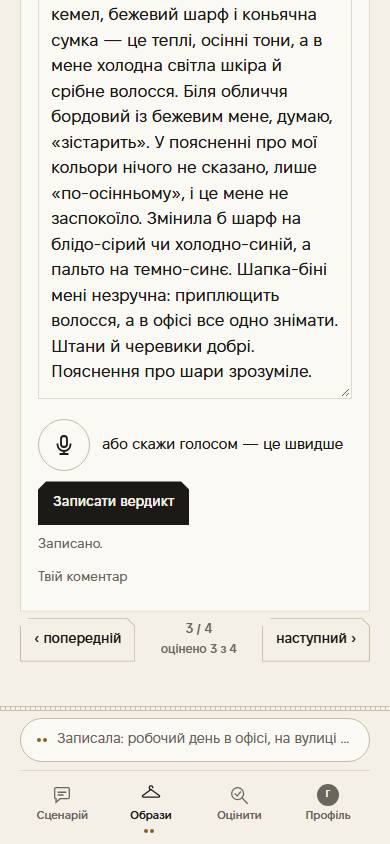 кемел, бежевий шарф і коньячна
сумка — це теплі, осінні тони, а в
мене холодна світла шкіра й
срібне волосся. Біля обличчя
бордовий із бежевим мене, думаю,
«зістарить». У поясненні про мої
кольори нічого не сказано, лише
«по-осінньому», і це мене не
заспокоїло. Змінила б шарф на
блідо-сірий чи холодно-синій, а
пальто на темно-синє. Шапка-біні
мені незручна: приплющить
волосся, а в офісі все одно знімати.
Штани й черевики добрі.
Пояснення про шари зрозуміле.
або скажи голосом — це швидше
Записати вердикт
Записано.
Твій коментар
‹ попередній
3 / 4
оцінено 3 з 4
наступний ›
Записала: робочий день в офісі, на вулиці ...
Сценарій
Образи
Оцінити
Г
Профіль